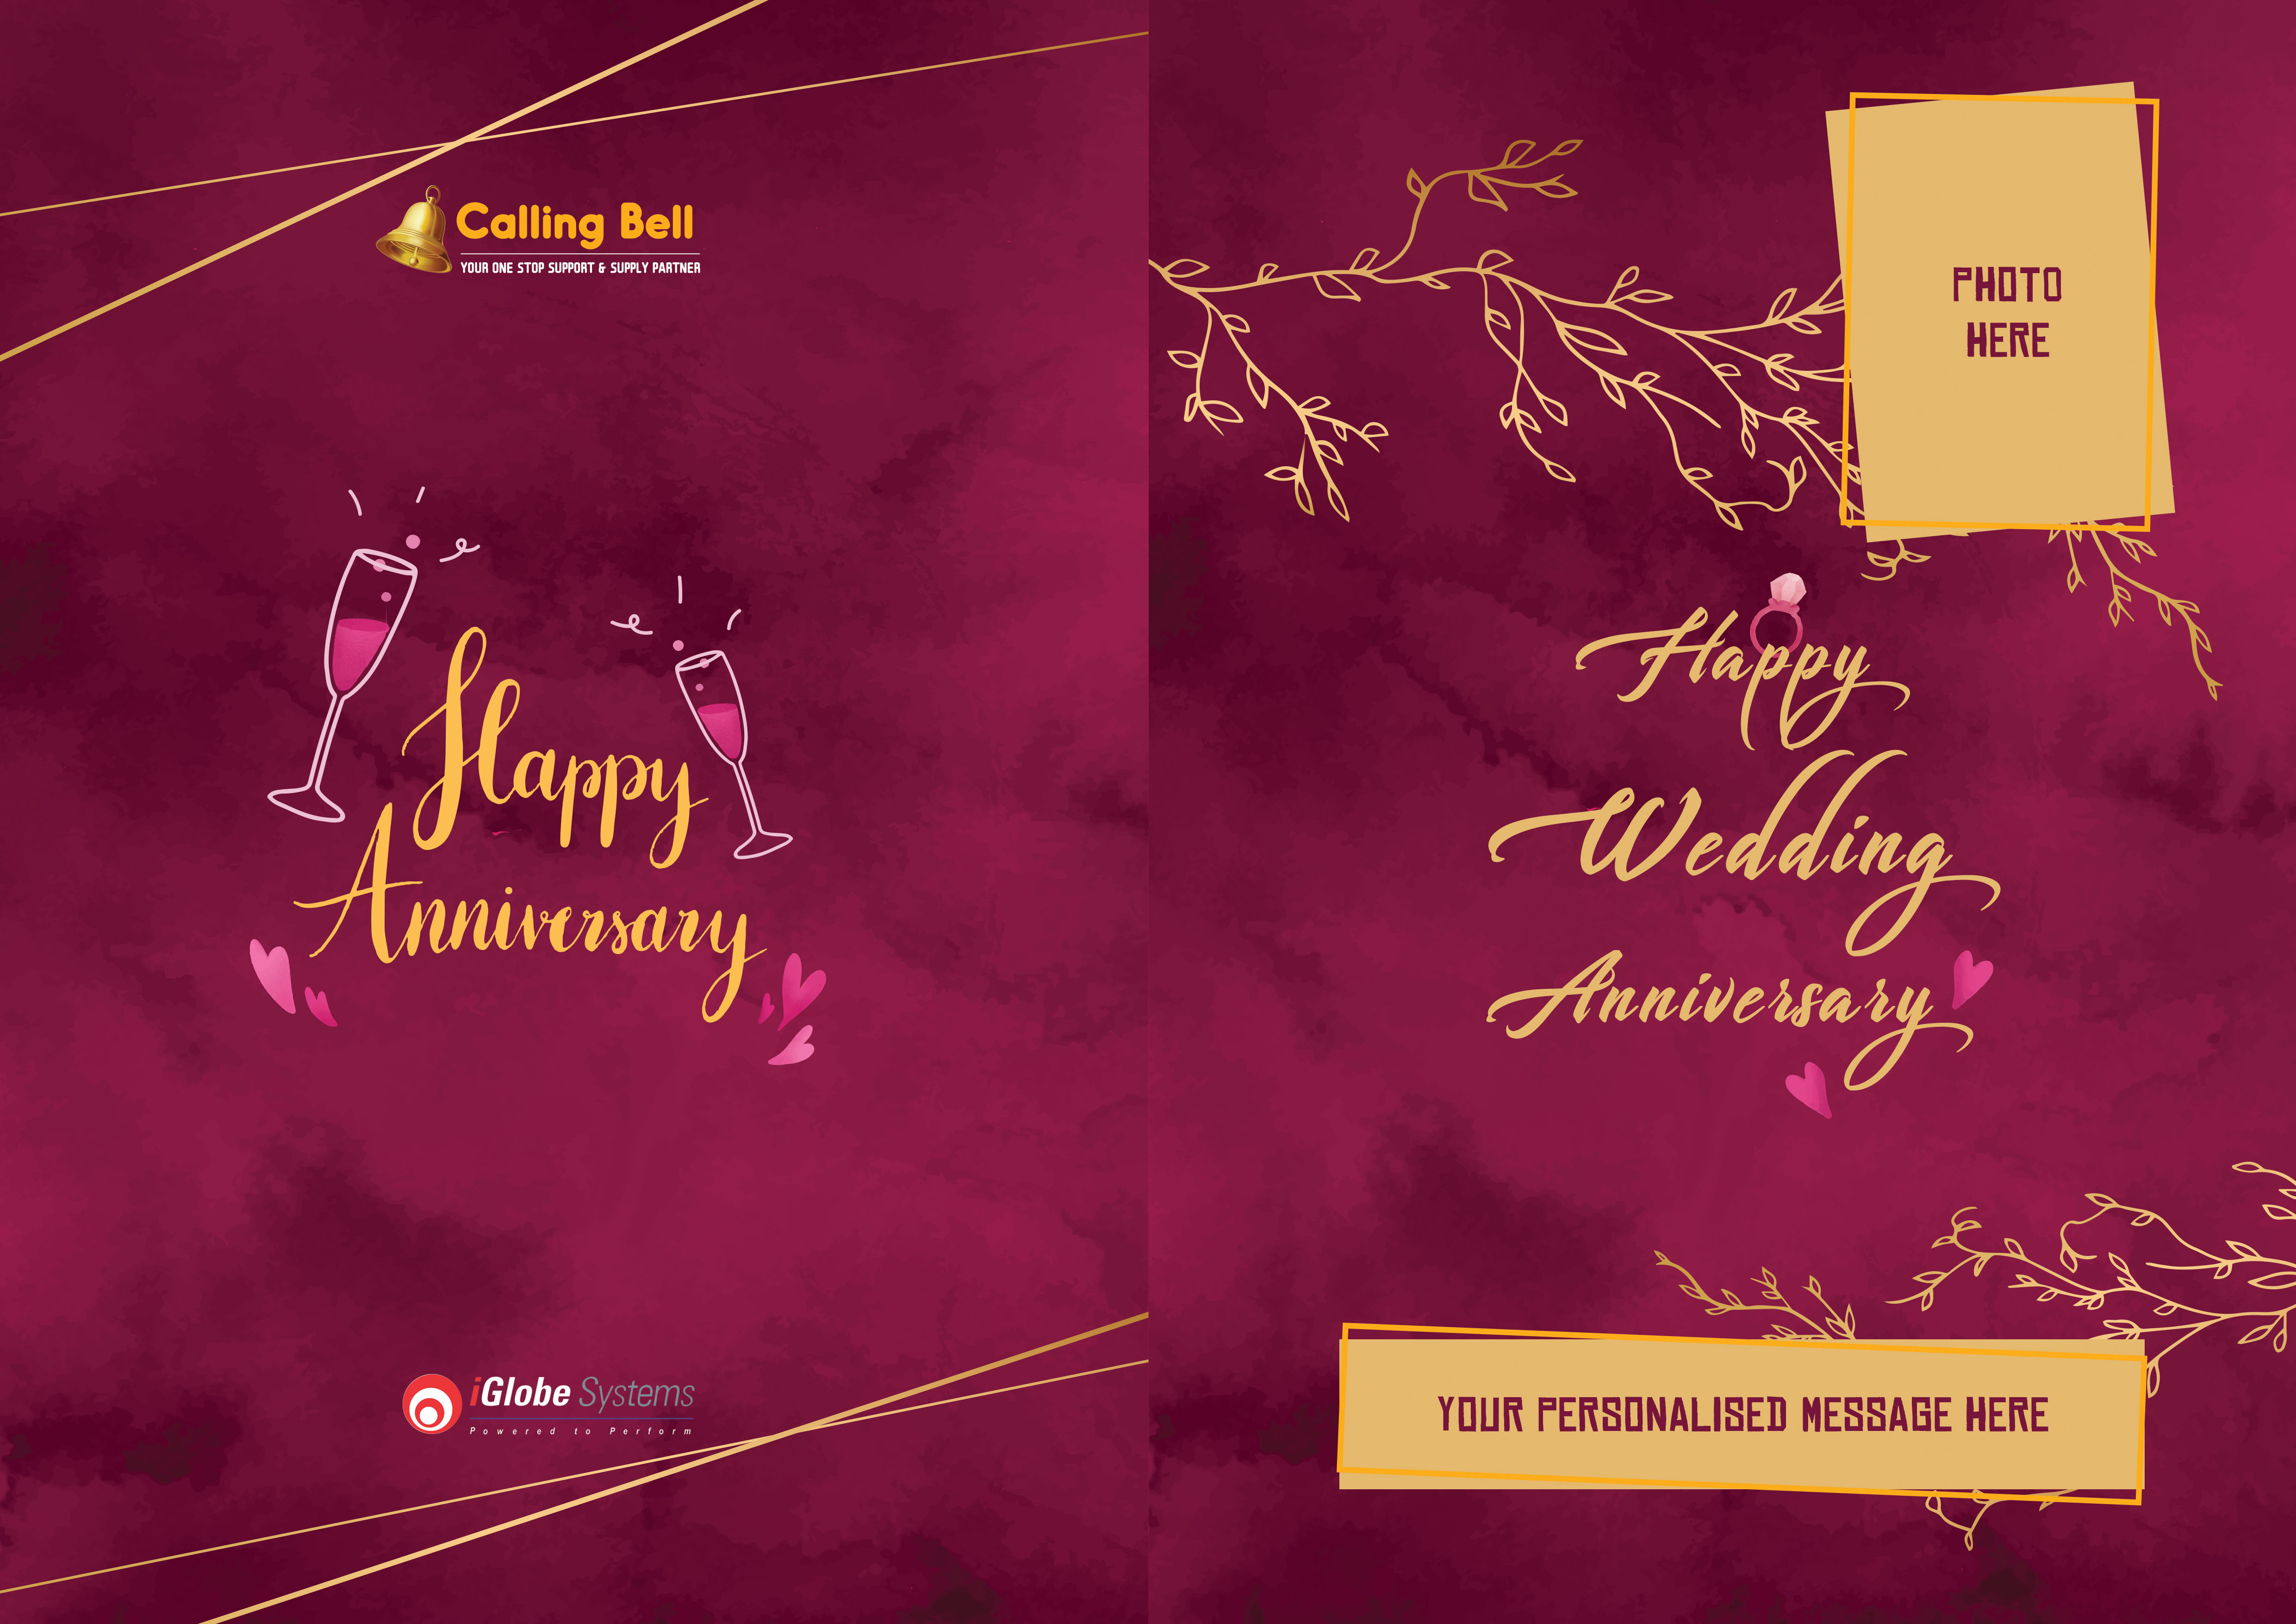 Calling Bell
YOUR ONE STOP SUPPORT & SUPPLY PARTNER
Happy
Anniversary
iGlobe Systems
Powered to Perform
PHOTO
HERE
Happy
Wedding
Anniversary
YOUR PERSONALISED MESSAGE HERE